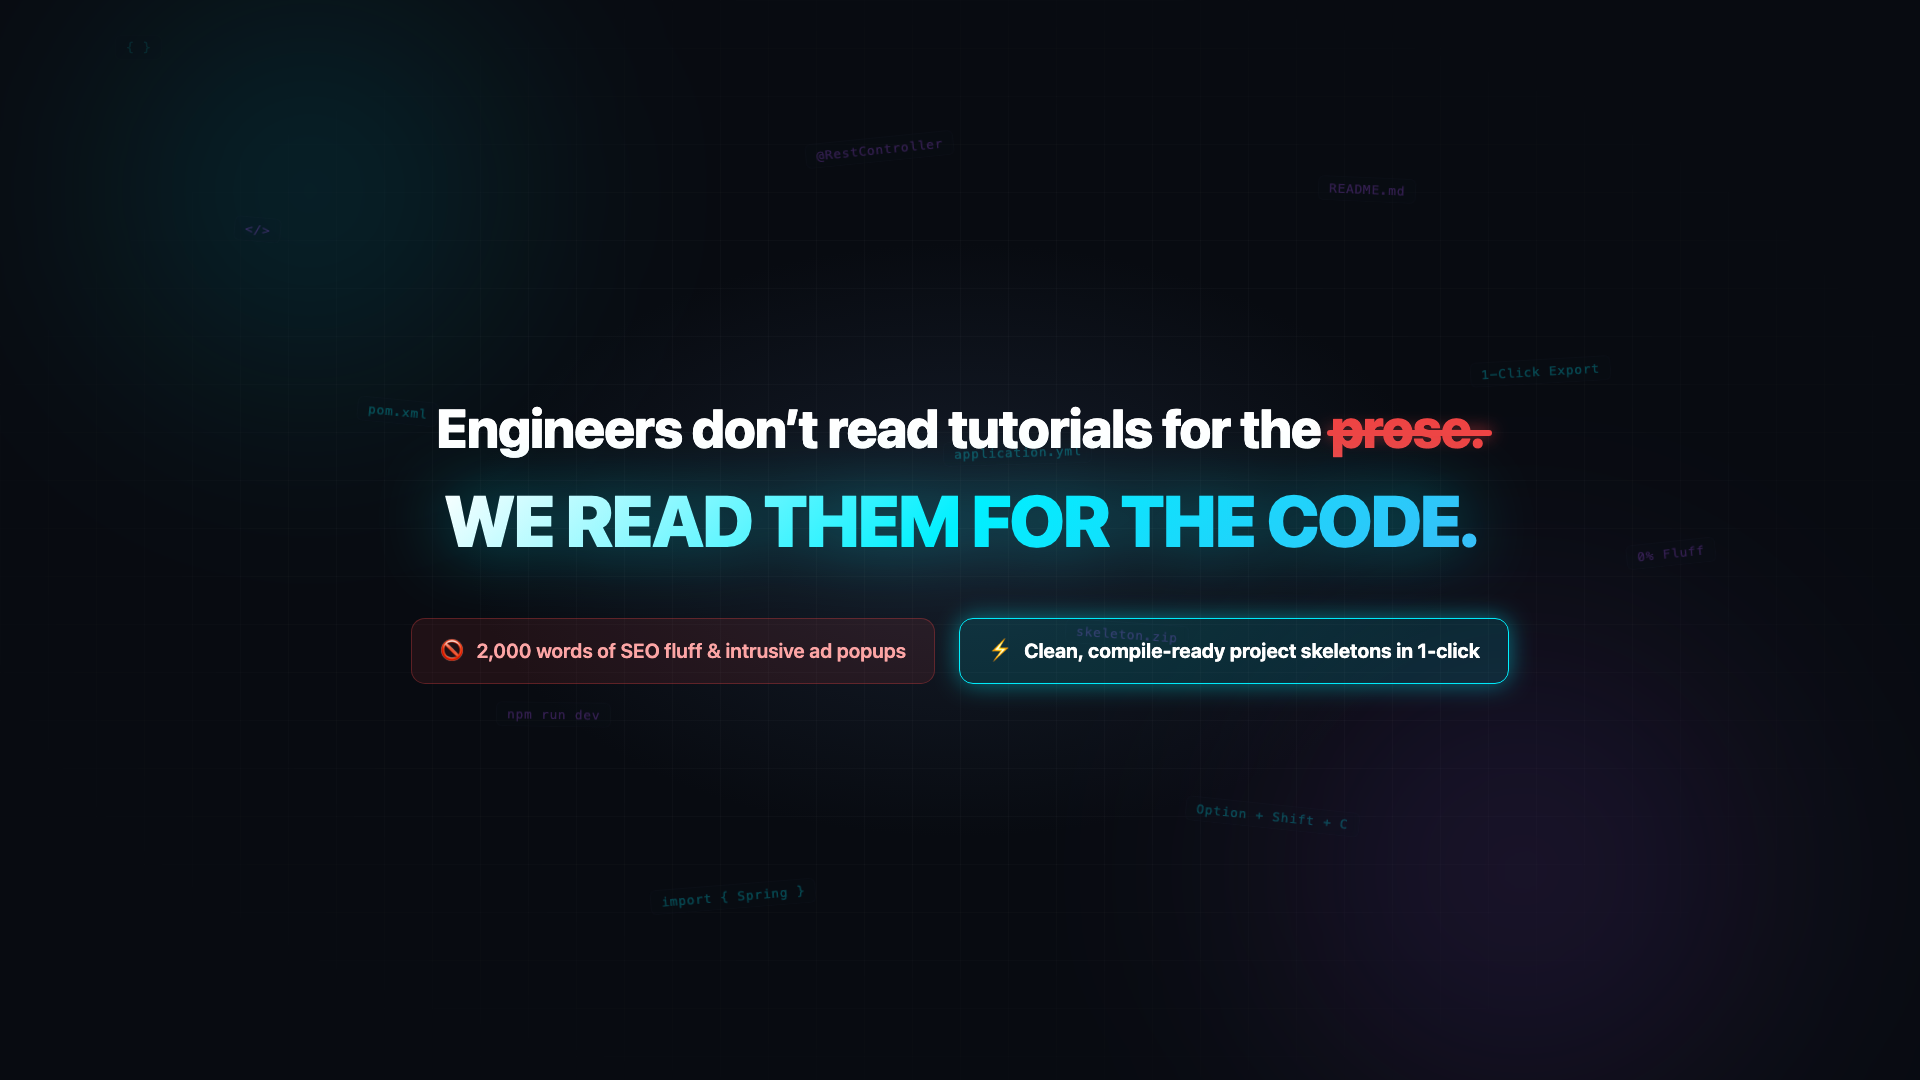 { }
@RestController
README.md
</>
1-Click Export
pom.xml
Engineers don’t read tutorials for the prose.
application.yml
WE READ THEM FOR THE CODE.
0% Fluff
skeleton.zip
🚫 2,000 words of SEO fluff & intrusive ad popups
⚡ Clean, compile-ready project skeletons in 1-click
npm run dev
Option + Shift + C
import { Spring }